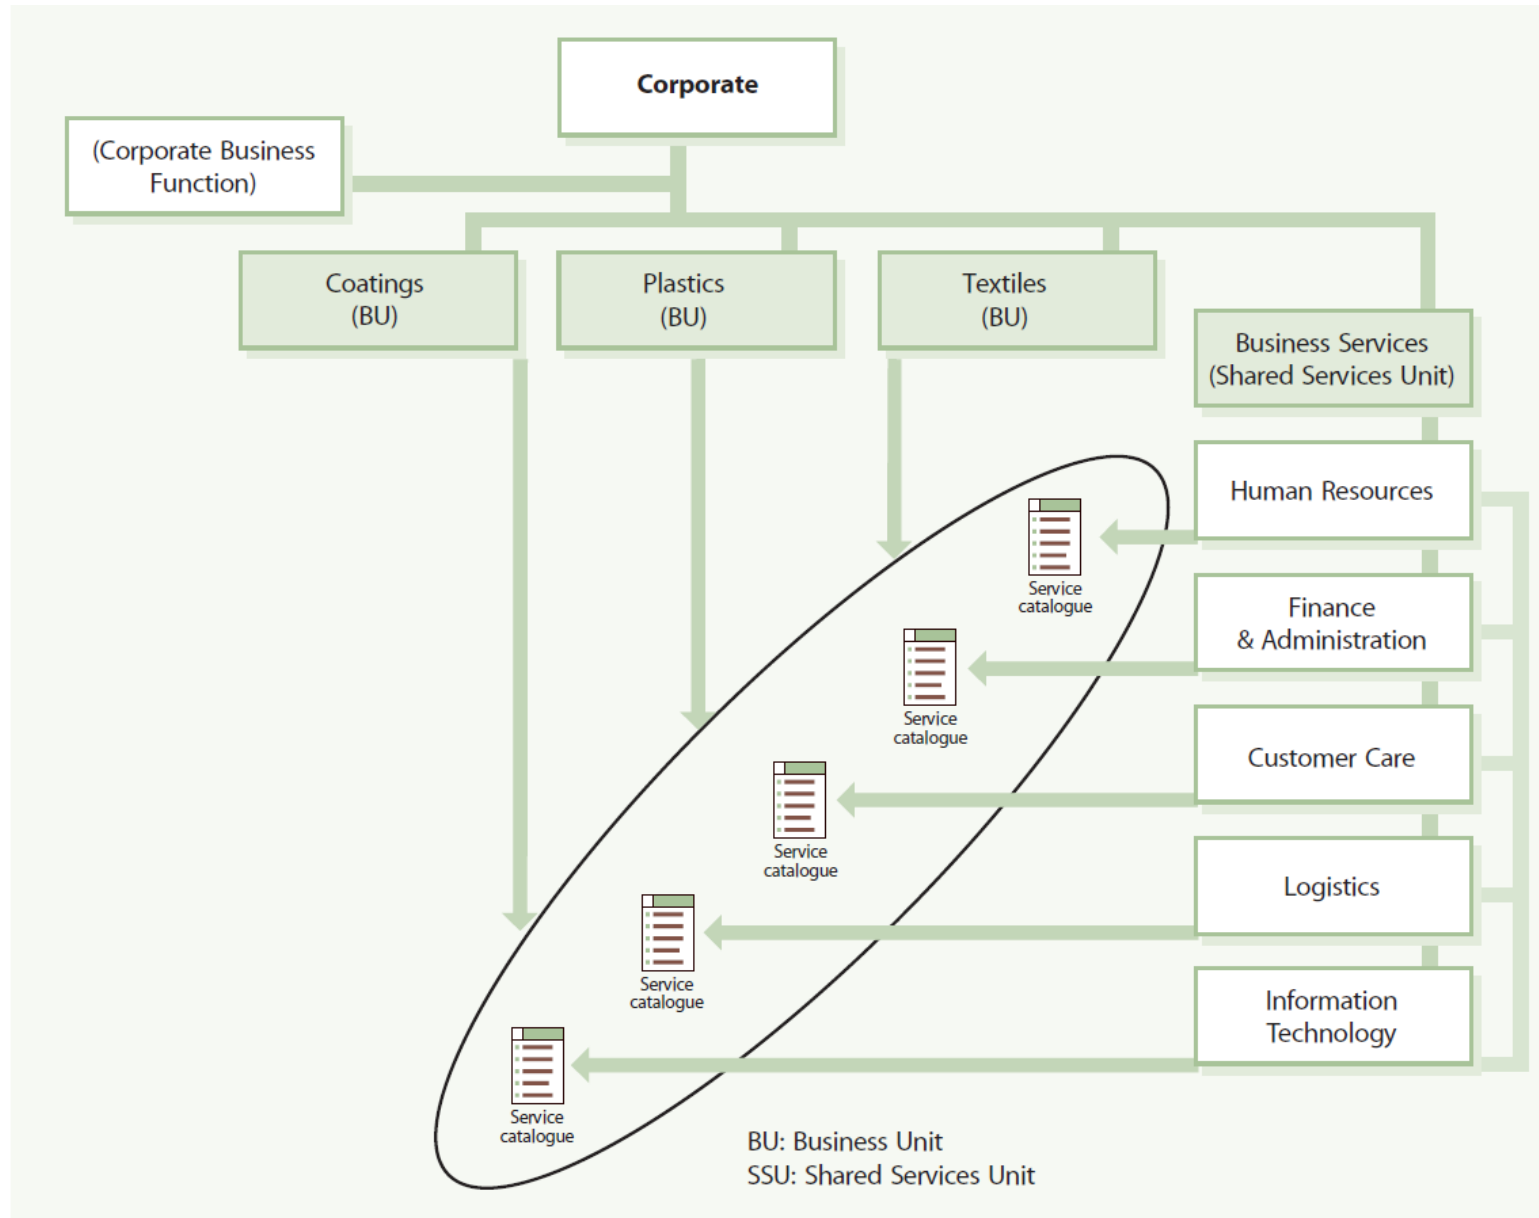 Corporate
(Corporate Business
Function)
Coatings
(BU)
Plastics
(BU)
Textiles
(BU)
Business Services
(Shared Services Unit)
Human Resources
Service
catalogue
Finance
& Administration
Service
catalogue
Customer Care
Service
catalogue
Logistics
Service
catalogue
Information
Technology
Service
catalogue
BU: Business Unit
SSU: Shared Services Unit